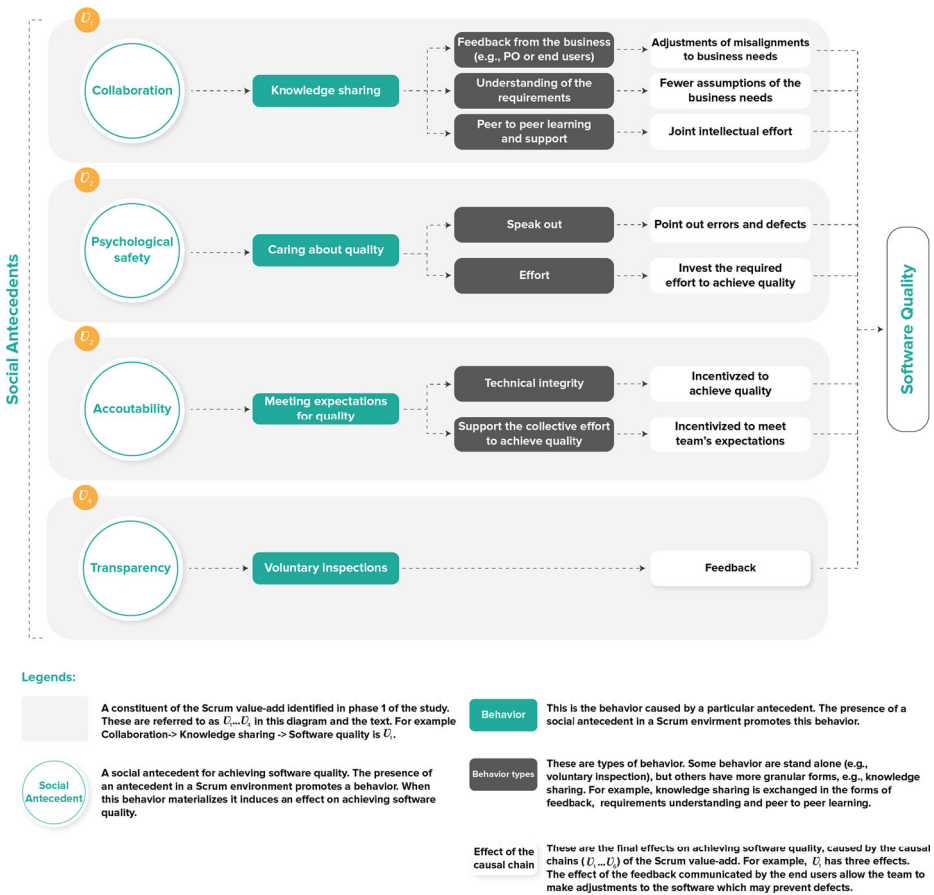 U1
Collaboration
Knowledge sharing
Feedback from the business
(e.g., PO or end users)
Adjustments of misalignments
to business needs
Understanding of the
requirements
Fewer assumptions of the
business needs
Peer to peer learning
and support
Joint intellectual effort
U2
Psychological
safety
Caring about quality
Speak out
Point out errors and defects
Effort
Invest the required
effort to achieve quality
Social Antecedents
Software Quality
U2
Accoutability
Meeting expectations
for quality
Technical integrity
Incentivzed to
achieve quality
Support the collective effort
to achieve quality
Incentivized to meet
team's expectations
U4
Transparency
Voluntary inspections
Feedback
Legends:
A constituent of the Scrum value-add identified in phase 1 of the study.
These are referred to as U1...U4 in this diagram and the text. For example
Collaboration-> Knowledge sharing -> Software quality is U1.
Social
Antecedent
A social antecedent for achieving software quality. The presence of
an antecedent in a Scrum environment promotes a behavior. When
this behavior materializes it induces an effect on achieving software
quality.
Behavior
This is the behavior caused by a particular antecedent. The presence of a
social antecedent in a Scrum envirment promotes this behavior.
Behavior types
These are types of behavior. Some behavior are stand alone (e.g.,
voluntary inspection), but others have more granular forms, e.g., knowledge
sharing. For example, knowledge sharing is exchanged in the forms of
feedback, requirements understanding and peer to peer learning.
Effect of the
causal chain
These are the final effects on achieving software quality, caused by the causal
chains (U1...U4) of the Scrum value-add. For example, U1 has three effects.
The effect of the feedback communicated by the end users allow the team to
make adjustments to the software which may prevent defects.